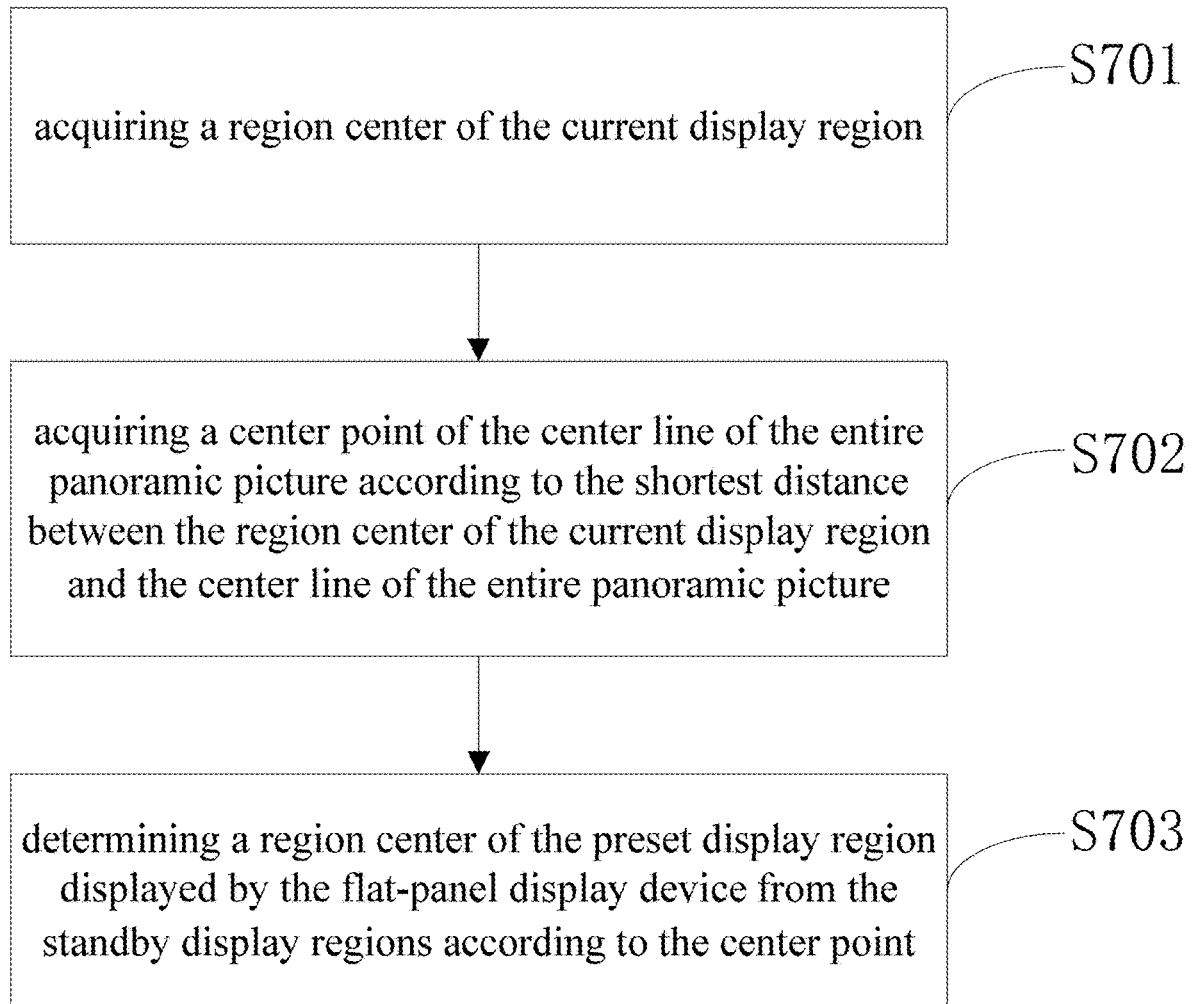 S701
acquiring a region center of the current display region
acquiring a center point of the center line of the entire
panoramic picture according to the shortest distance
between the region center of the current display region
and the center line of the entire panoramic picture
S702
determining a region center of the preset display region
displayed by the flat-panel display device from the
standby display regions according to the center point
S703